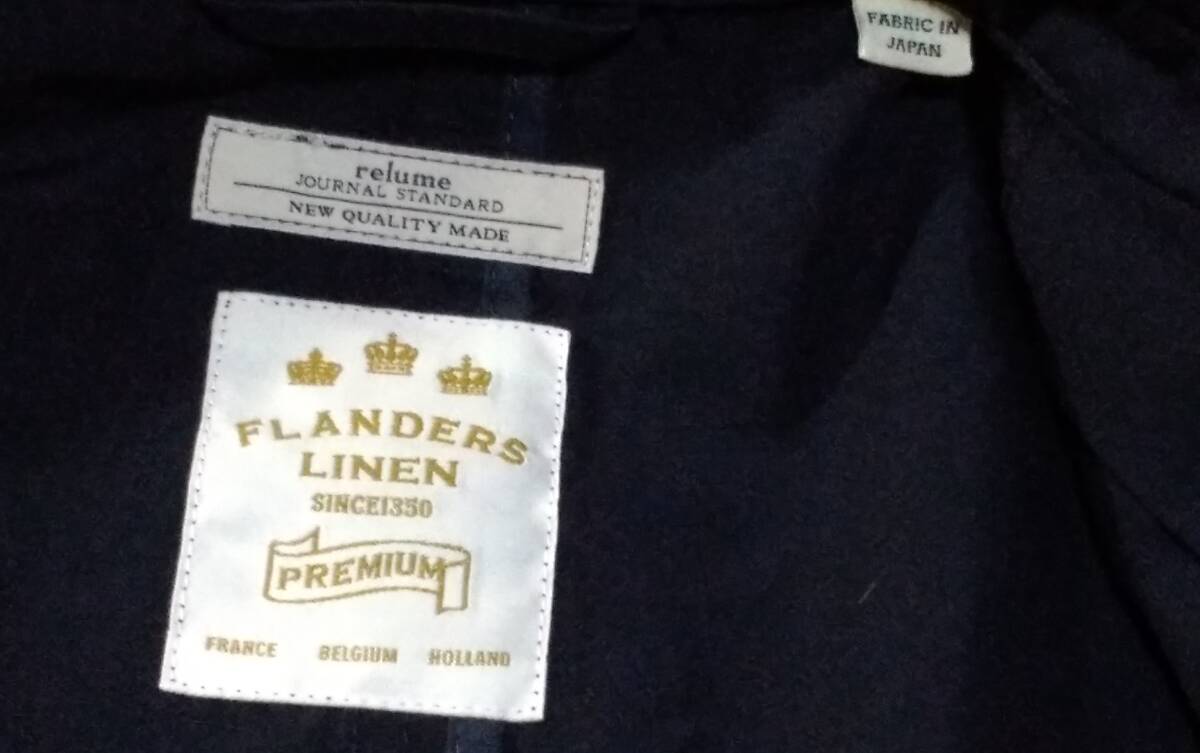 FABRIC IN
JAPAN
relume
JOURNAL STANDARD
NEW QUALITY MADE
FLANDERS
LINEN
SINCE1350
PREMIUM
FRANCE BELGIUM HOLLAND